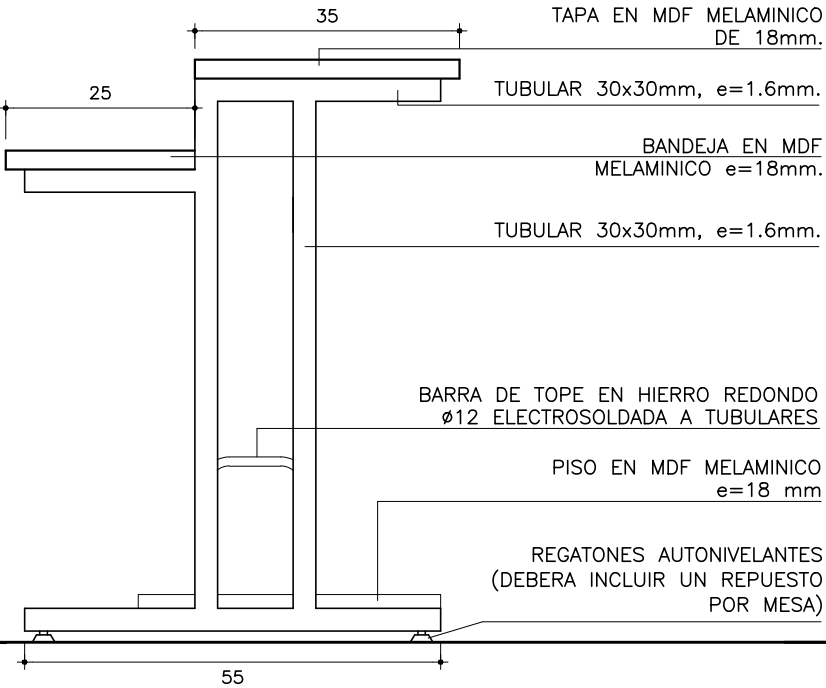 35
TAPA EN MDF MELAMINICO
DE 18mm.
25
TUBULAR 30x30mm, e=1.6mm.
BANDEJA EN MDF
MELAMINICO e=18mm.
TUBULAR 30x30mm, e=1.6mm.
BARRA DE TOPE EN HIERRO REDONDO
ø12 ELECTROSOLDADA A TUBULARES
PISO EN MDF MELAMINICO
e=18 mm
REGATONES AUTONIVELANTES
(DEBERA INCLUIR UN REPUESTO
POR MESA)
55